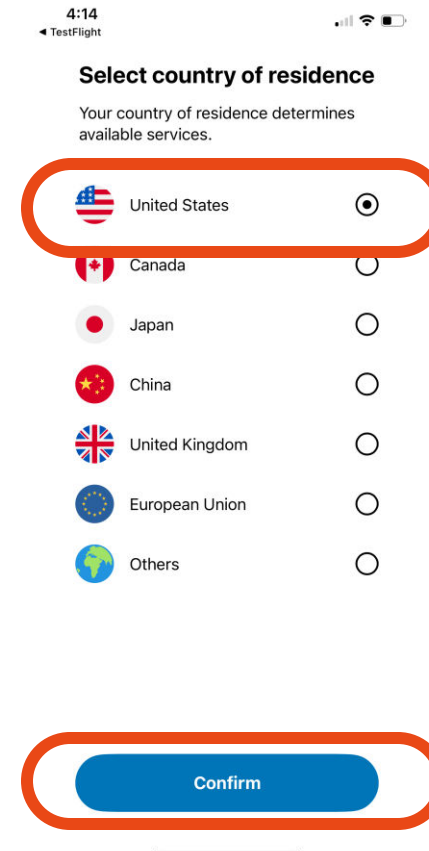 4:14
◀ TestFlight
Select country of residence
Your country of residence determines
available services.
United States
Canada
Japan
China
United Kingdom
European Union
Others
Confirm